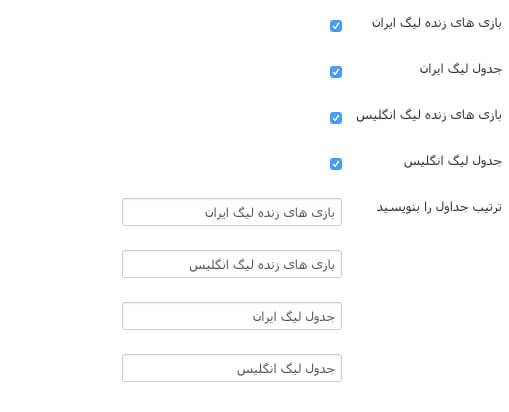 بازی های زنده لیگ ایران
جدول لیگ ایران
بازی های زنده لیگ انگلیس
جدول لیگ انگلیس
ترتیب جداول را بنویسید
بازی های زنده لیگ ایران
بازی های زنده لیگ انگلیس
جدول لیگ ایران
جدول لیگ انگلیس